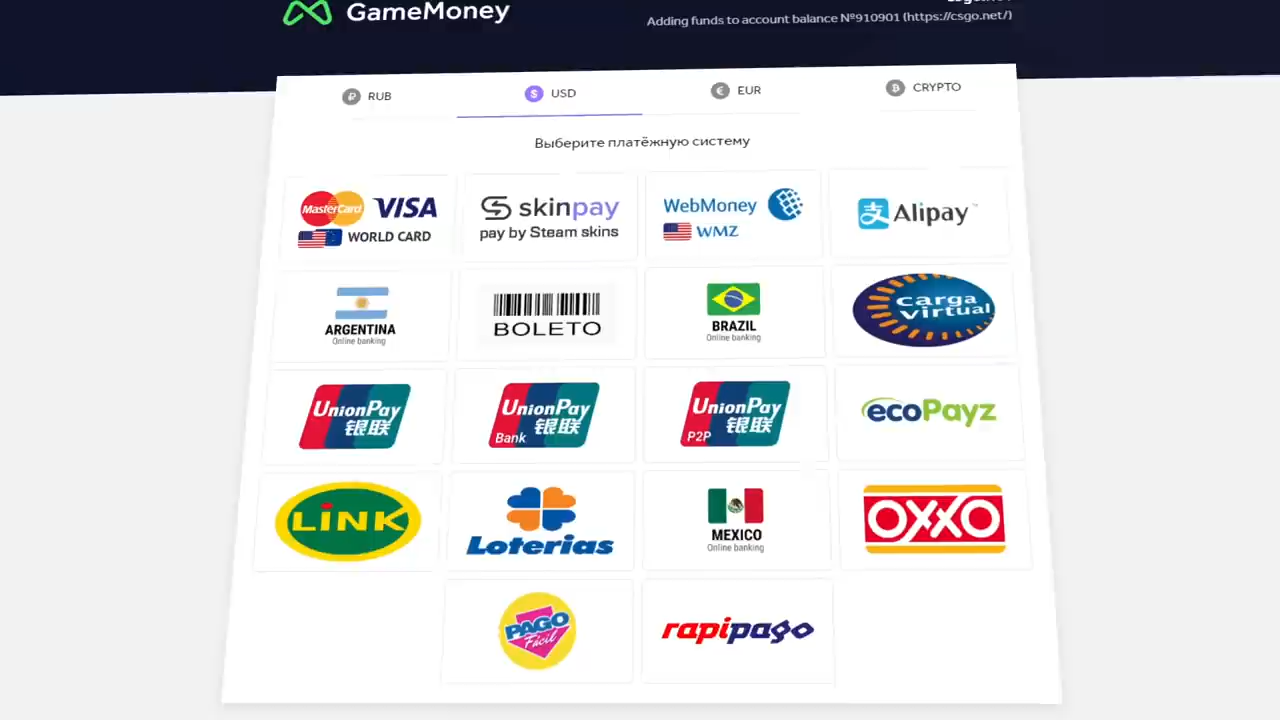 GameMoney
Adding funds to account balance №910901 (https://csgo.net/)
RUB
USD
EUR
CRYPTO
Выберите платёжную систему
MasterCard VISA
WORLD CARD
skinpay
pay by Steam skins
WebMoney
WMZ
支 Alipay™
ARGENTINA
Online banking
BOLETO
BRAZIL
Online banking
Carga
Virtual
UnionPay
银联
UnionPay
银联
Bank
UnionPay
银联
P2P
ecoPayz
LINK
Loterias
MEXICO
Online banking
OXXO
PAGO
Fácil
rapipago